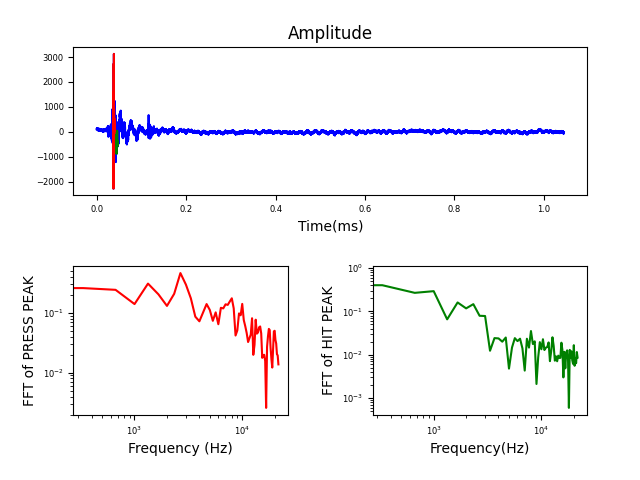 Amplitude
3000
2000
1000
0
−1000
−2000
0.0 0.2 0.4 0.6 0.8 1.0
Time(ms)
FFT of PRESS PEAK
10⁻¹
10⁻²
10³ 10⁴
Frequency (Hz)
FFT of HIT PEAK
10⁰
10⁻¹
10⁻²
10⁻³
10³ 10⁴
Frequency(Hz)